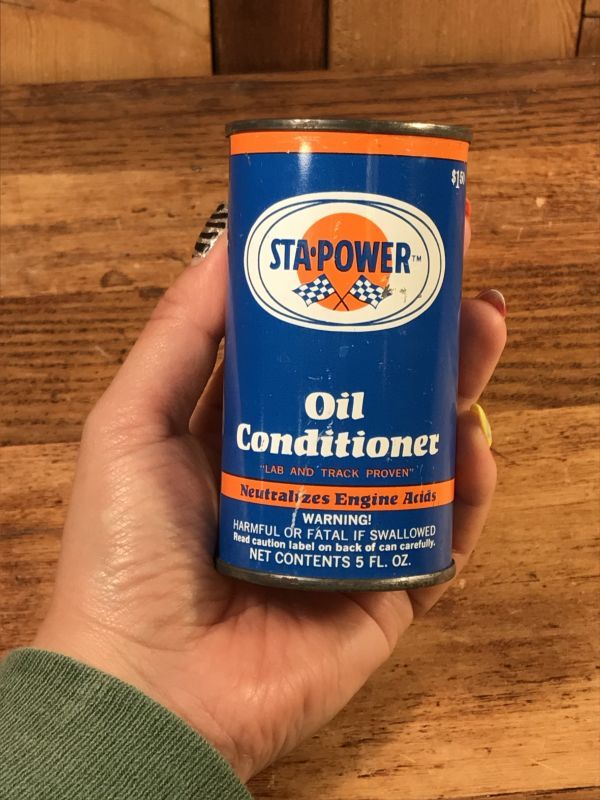 $1.50
STA·POWER™
Oil
Conditioner
"LAB AND TRACK PROVEN"
Neutralizes Engine Acids
WARNING!
HARMFUL OR FATAL IF SWALLOWED
Read caution label on back of can carefully.
NET CONTENTS 5 FL. OZ.